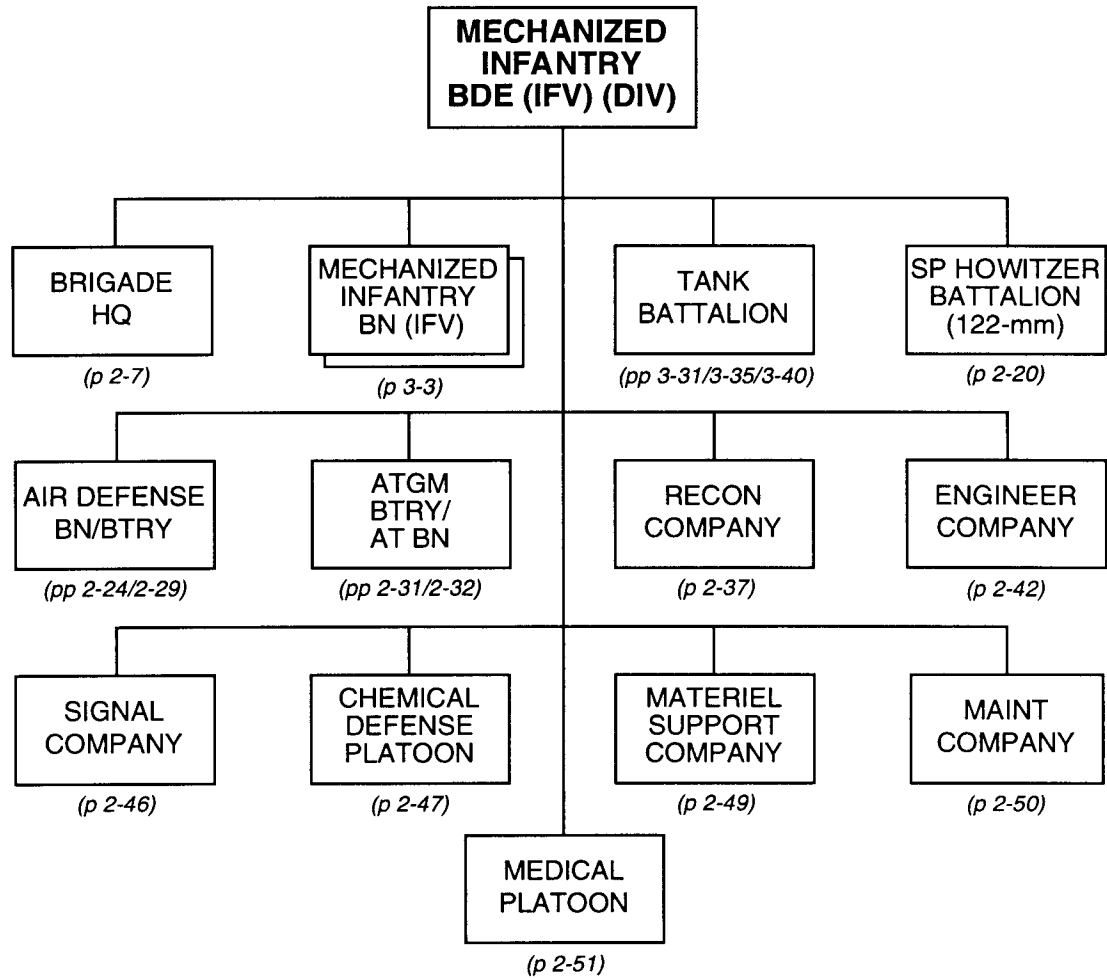 MECHANIZED
INFANTRY
BDE (IFV) (DIV)
BRIGADE
HQ
(p 2-7)
MECHANIZED
INFANTRY
BN (IFV)
(p 3-3)
TANK
BATTALION
(pp 3-31/3-35/3-40)
SP HOWITZER
BATTALION
(122-mm)
(p 2-20)
AIR DEFENSE
BN/BTRY
(pp 2-24/2-29)
ATGM
BTRY/
AT BN
(pp 2-31/2-32)
RECON
COMPANY
(p 2-37)
ENGINEER
COMPANY
(p 2-42)
SIGNAL
COMPANY
(p 2-46)
CHEMICAL
DEFENSE
PLATOON
(p 2-47)
MATERIEL
SUPPORT
COMPANY
(p 2-49)
MAINT
COMPANY
(p 2-50)
MEDICAL
PLATOON
(p 2-51)